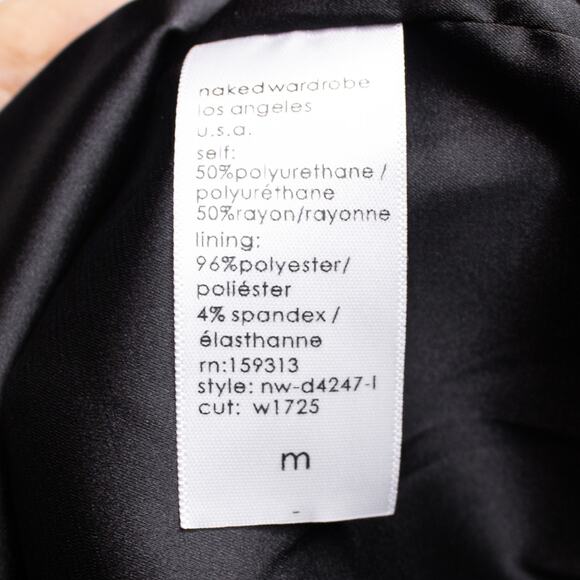 nakedwardrobe
los angeles
u.s.a.
self:
50%polyurethane /
polyuréthane
50%rayon/rayonne
lining:
96%polyester/
poliéster
4% spandex /
élasthanne
rn:159313
style: nw-d4247-l
cut: w1725
m
-